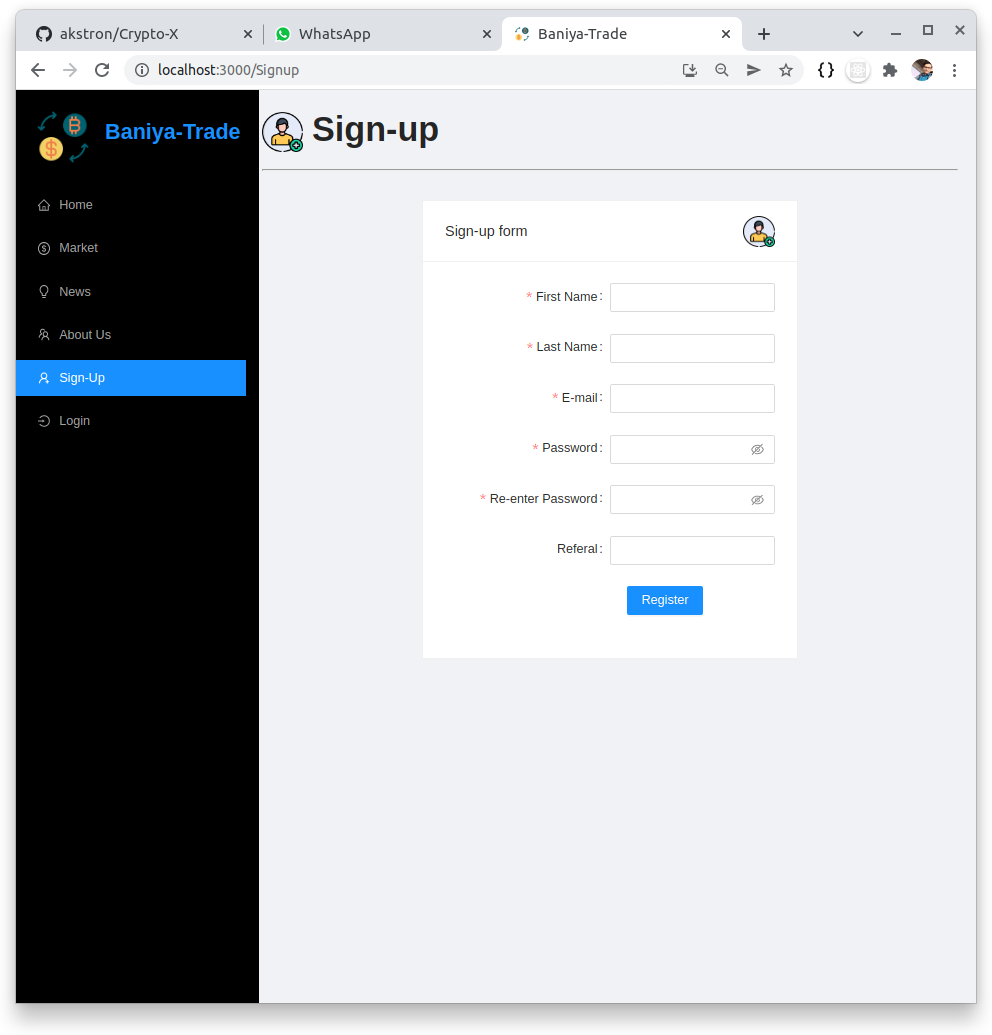 akstron/Crypto-X
WhatsApp
Baniya-Trade
localhost:3000/Signup
Baniya-Trade
Home
Market
News
About Us
Sign-Up
Login
Sign-up
Sign-up form
* First Name:
* Last Name:
* E-mail:
* Password:
* Re-enter Password:
Referal:
Register